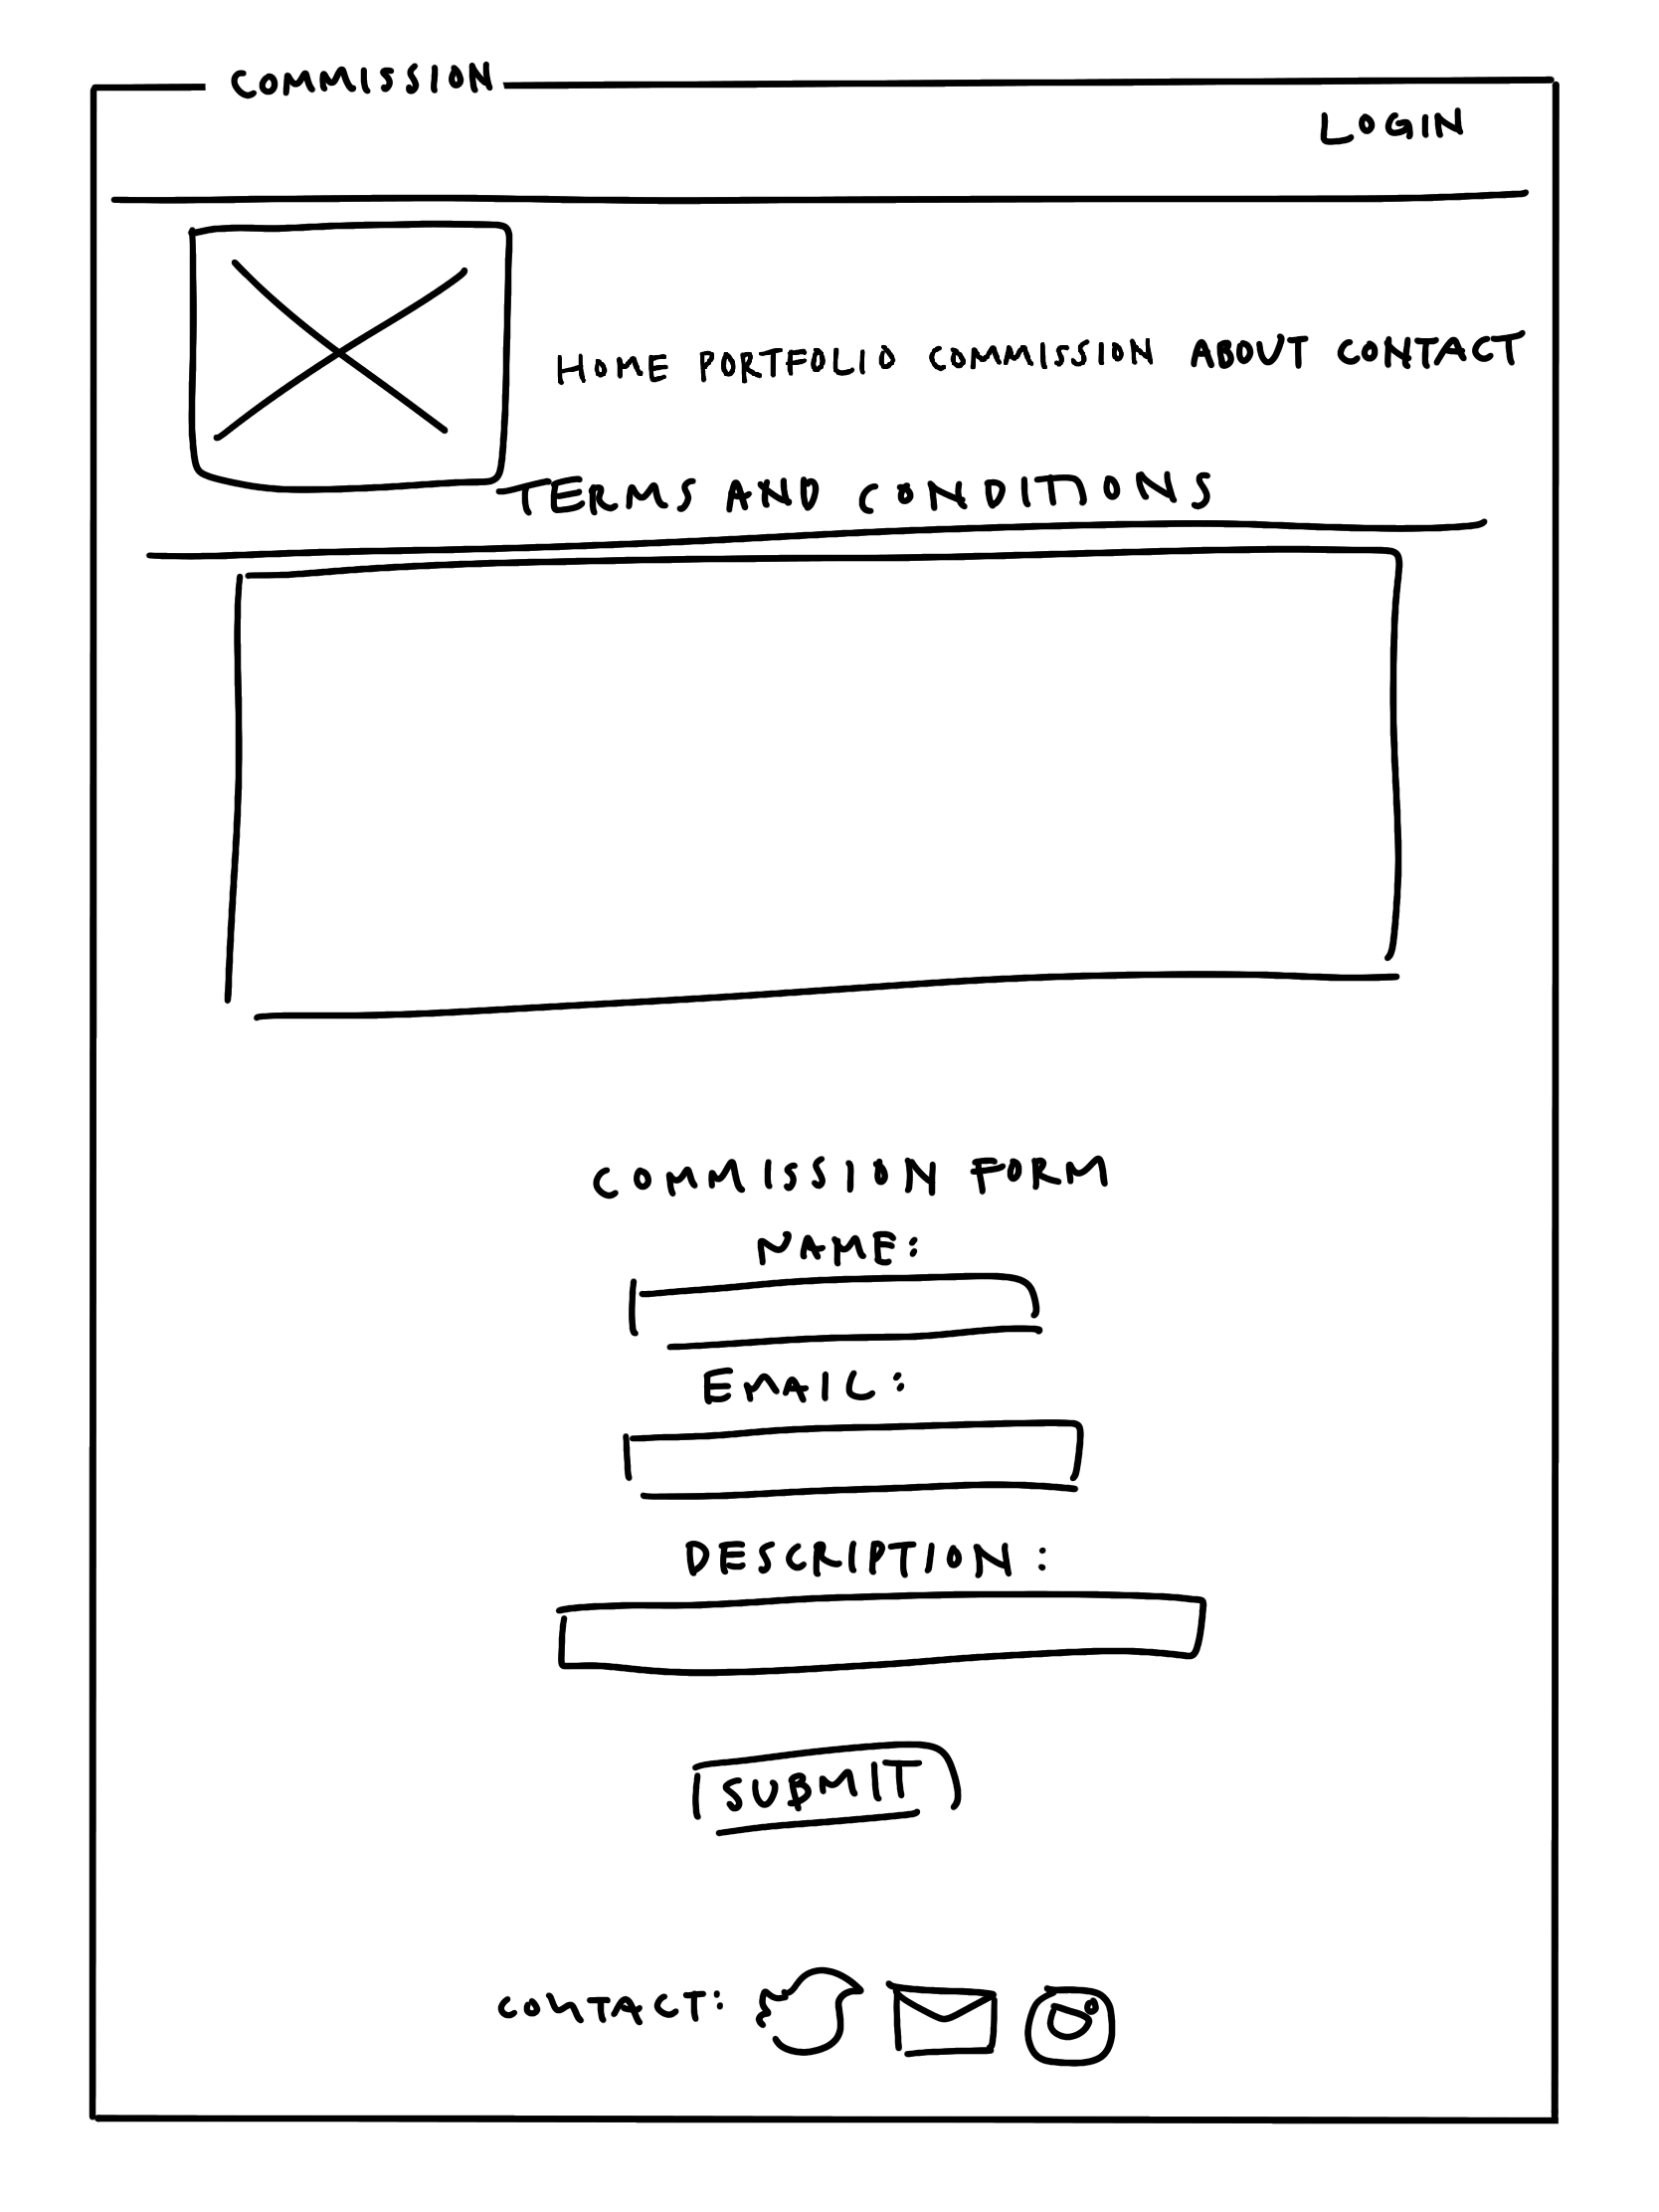 COMMISSION
LOGIN
HOME PORTFOLIO COMMISSION ABOUT CONTACT
TERMS AND CONDITIONS
COMMISSION FORM
NAME:
EMAIL:
DESCRIPTION:
SUBMIT
CONTACT: